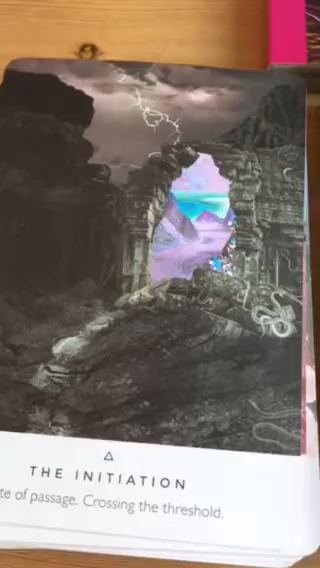 THE INITIATION
te of passage. Crossing the threshold.